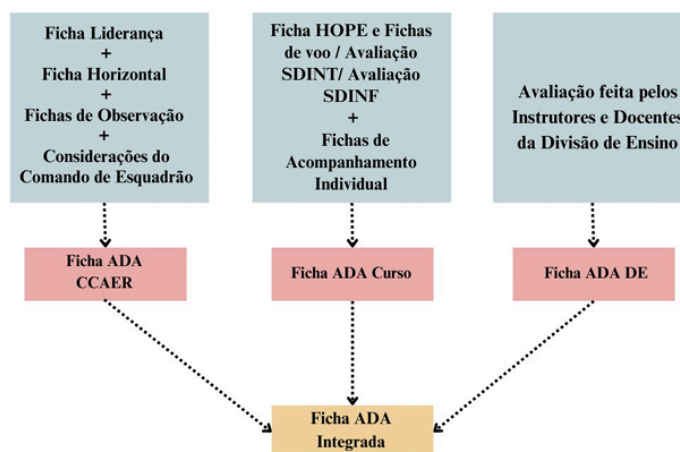 Ficha Liderança
+
Ficha Horizontal
+
Fichas de Observação
+
Considerações do
Comando de Esquadrão
Ficha HOPE e Fichas
de voo / Avaliação
SDINT/ Avaliação
SDINF
+
Fichas de
Acompanhamento
Individual
Avaliação feita pelos
Instrutores e Docentes
da Divisão de Ensino
Ficha ADA
CCAER
Ficha ADA Curso
Ficha ADA DE
Ficha ADA
Integrada